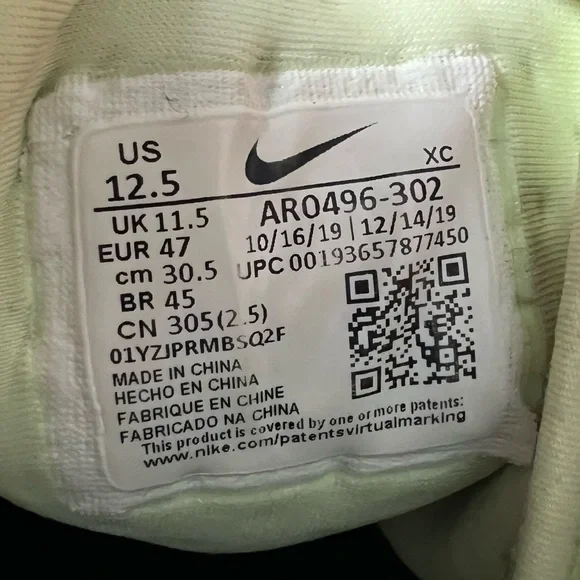 US
12.5
XC
AR0496-302
UK 11.5
10/16/19 | 12/14/19
EUR 47
UPC 00193657877450
cm 30.5
BR 45
CN 305(2.5)
01YZJPRMBSQ2F
MADE IN CHINA
HECHO EN CHINA
FABRIQUE EN CHINE
FABRICADO NA CHINA
This product is covered by one or more patents:
www.nike.com/patentsvirtualmarking